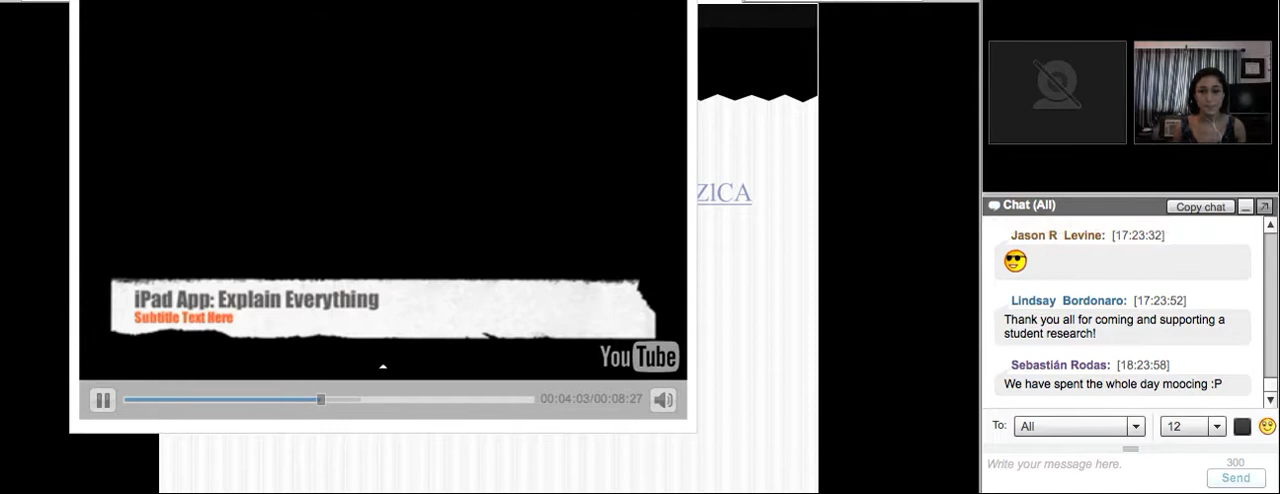 ZlCA
iPad App: Explain Everything
Subtitle Text Here
YouTube
00:04:03/00:08:27
Chat (All)
Copy chat
Jason R Levine: [17:23:32]
Lindsay Bordonaro: [17:23:52]
Thank you all for coming and supporting a
student research!
Sebastián Rodas: [18:23:58]
We have spent the whole day moocing :P
To: All 12
Write your message here.
300
Send